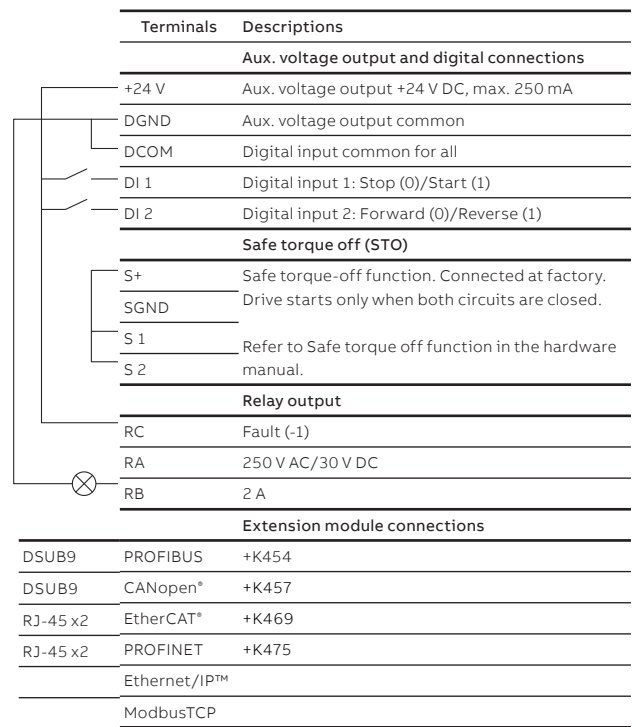 Terminals Descriptions
Aux. voltage output and digital connections
+24 V Aux. voltage output +24 V DC, max. 250 mA
DGND Aux. voltage output common
DCOM Digital input common for all
DI 1 Digital input 1: Stop (0)/Start (1)
DI 2 Digital input 2: Forward (0)/Reverse (1)
Safe torque off (STO)
S+ Safe torque-off function. Connected at factory.
SGND Drive starts only when both circuits are closed.
S 1 Refer to Safe torque off function in the hardware
S 2 manual.
Relay output
RC Fault (-1)
RA 250 V AC/30 V DC
RB 2 A
Extension module connections
DSUB9 PROFIBUS +K454
DSUB9 CANopen® +K457
RJ-45 x2 EtherCAT® +K469
RJ-45 x2 PROFINET +K475
Ethernet/IP™
ModbusTCP